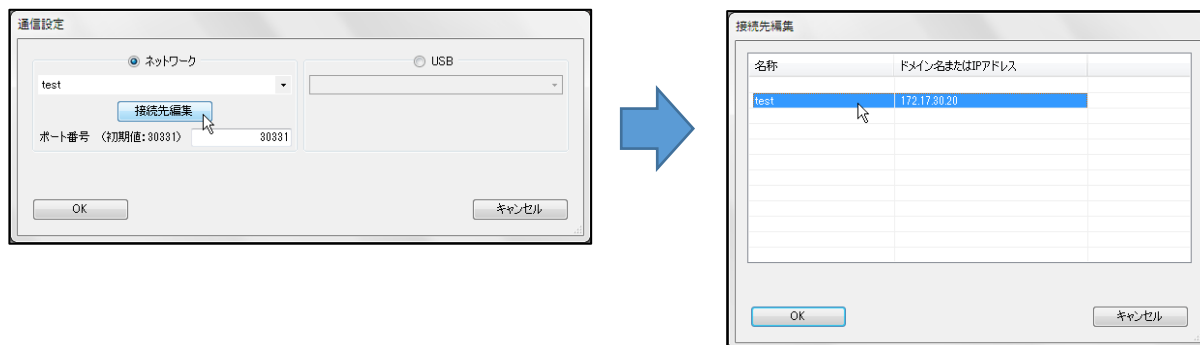 通信設定
ネットワーク
USB
test
接続先編集
ポート番号 (初期値:30331) 30331
OK
キャンセル
接続先編集
名称 ドメイン名またはIPアドレス
test 172.17.30.20
OK
キャンセル